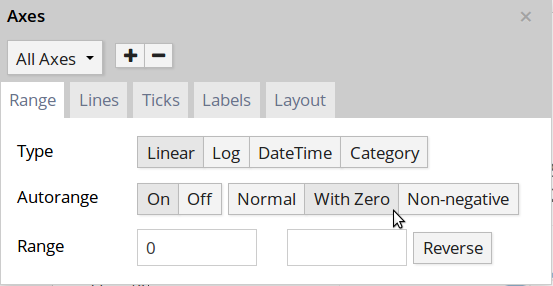 Axes ×
All Axes + −
Range Lines Ticks Labels Layout
Type Linear Log DateTime Category
Autorange On Off Normal With Zero Non-negative
Range 0 Reverse